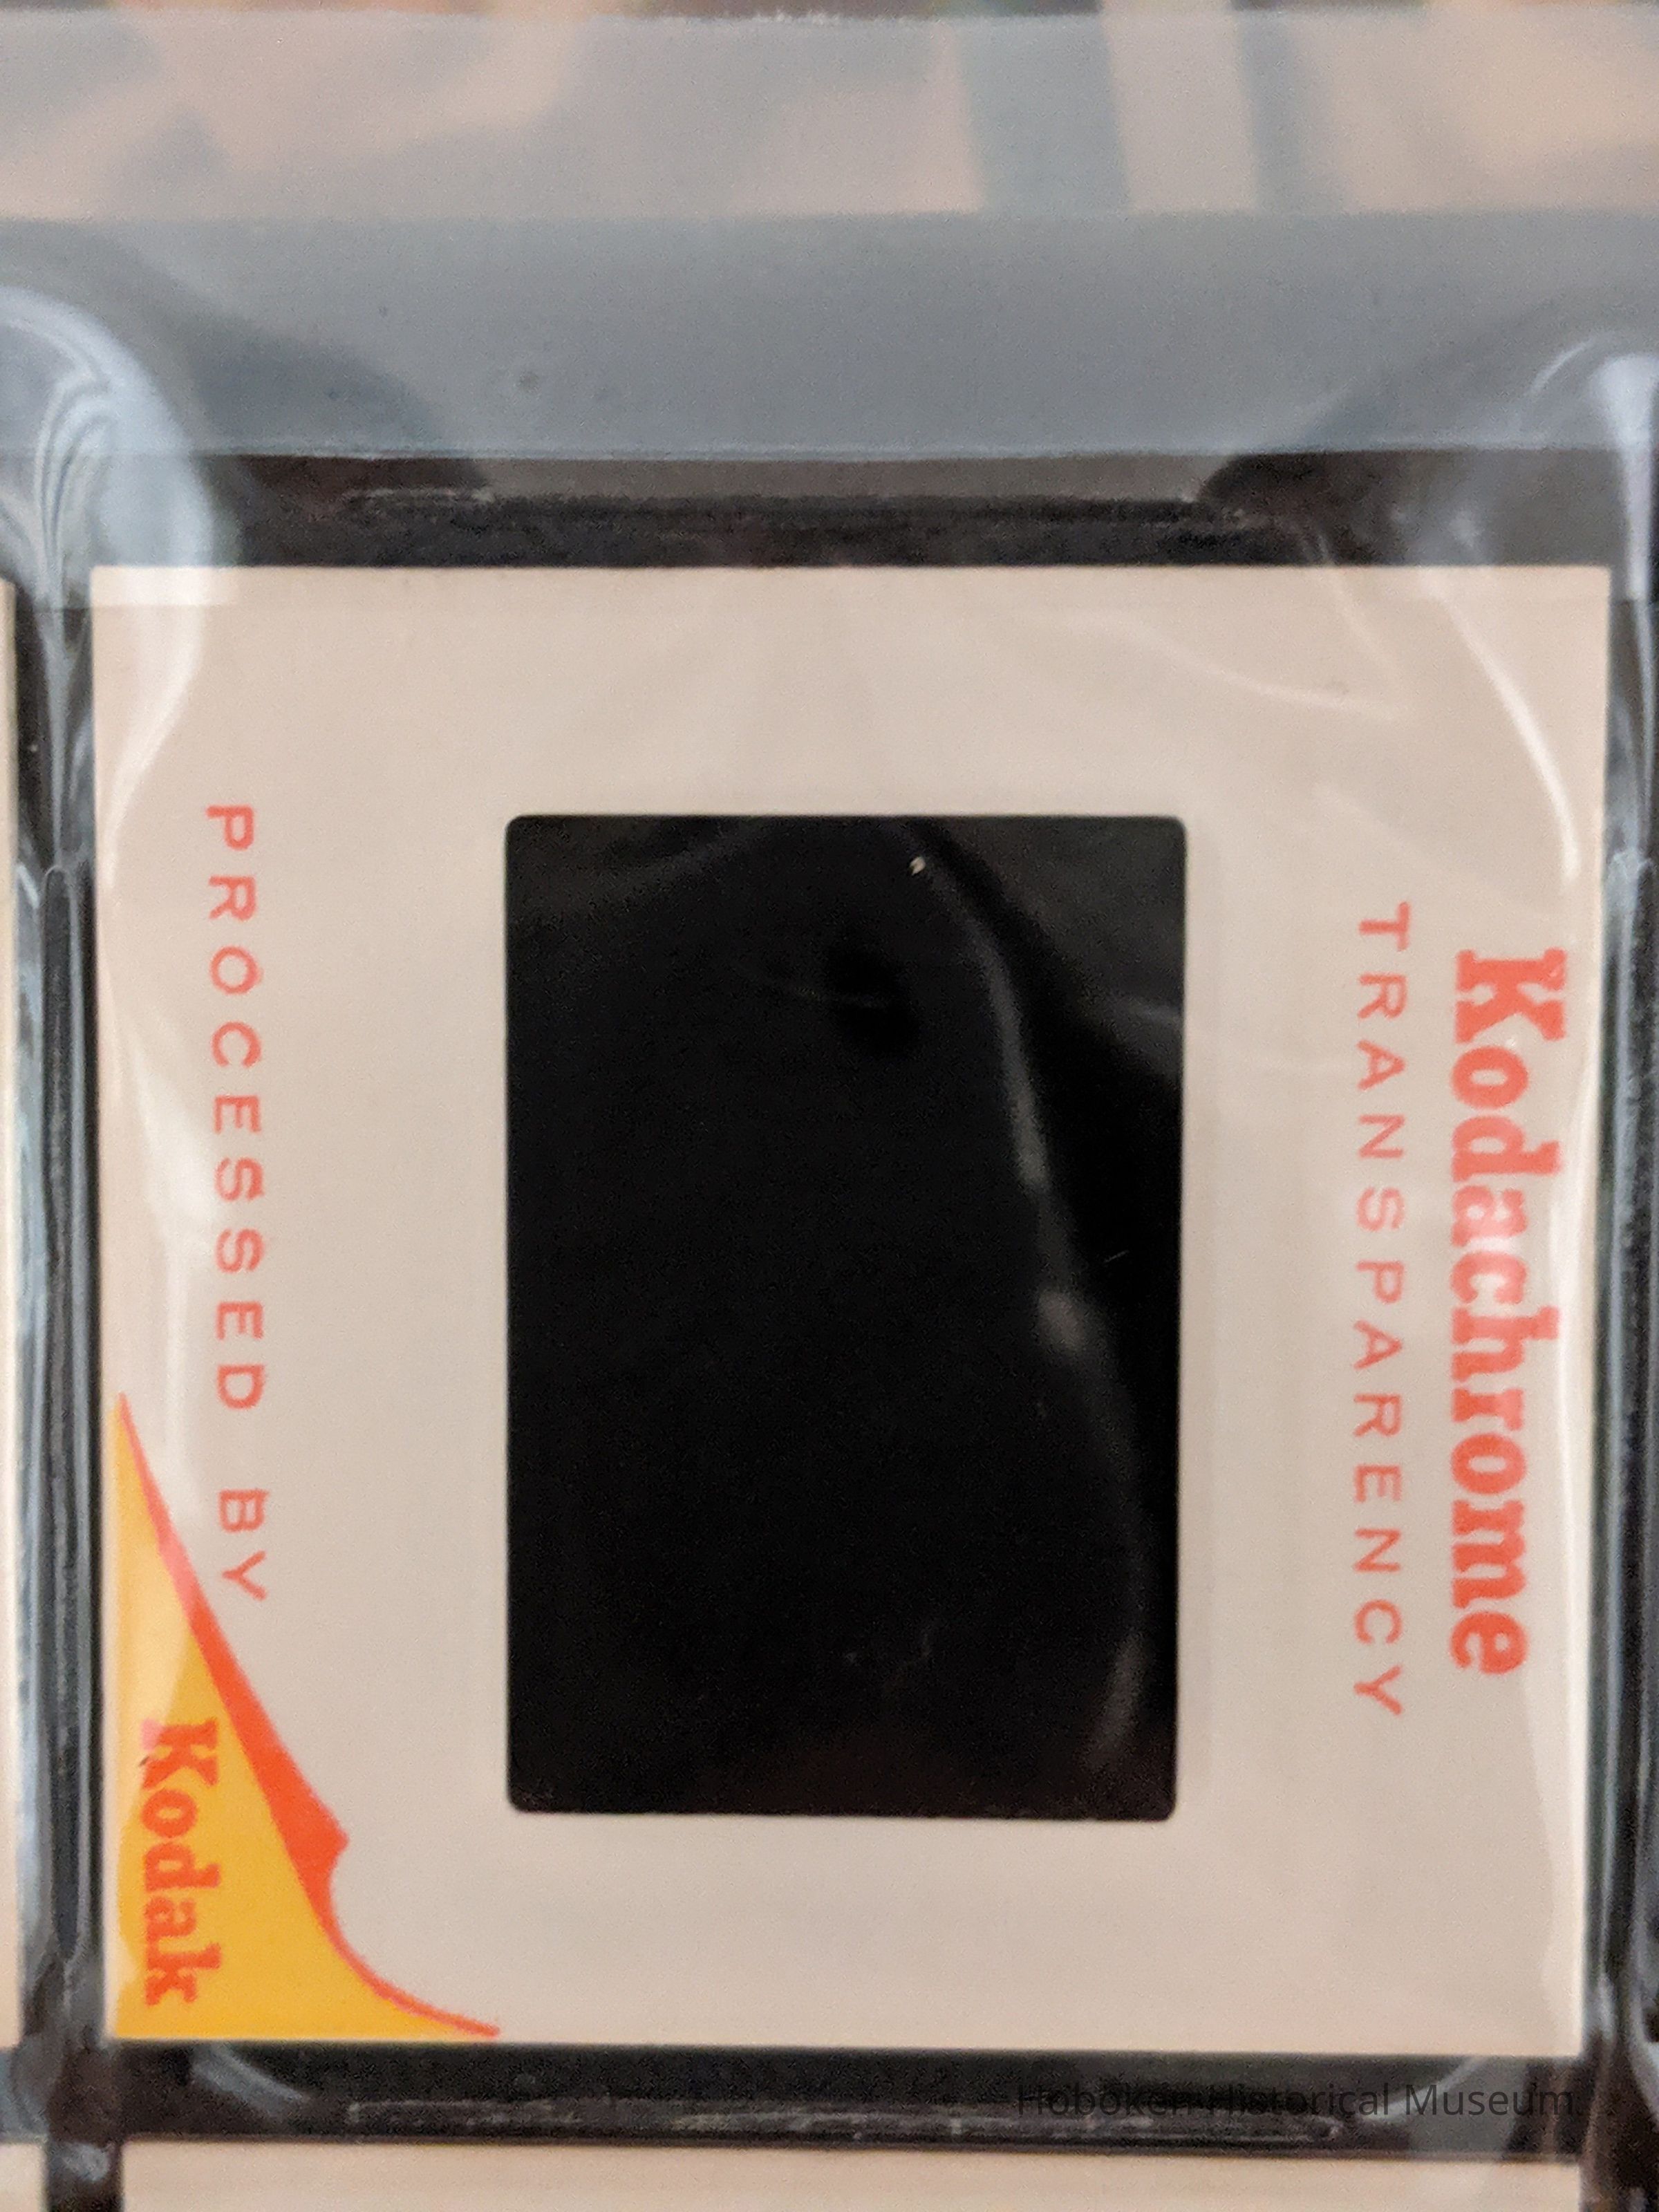 Kodachrome
TRANSPARENCY
PROCESSED BY
Kodak
Hoboken Historical Museum